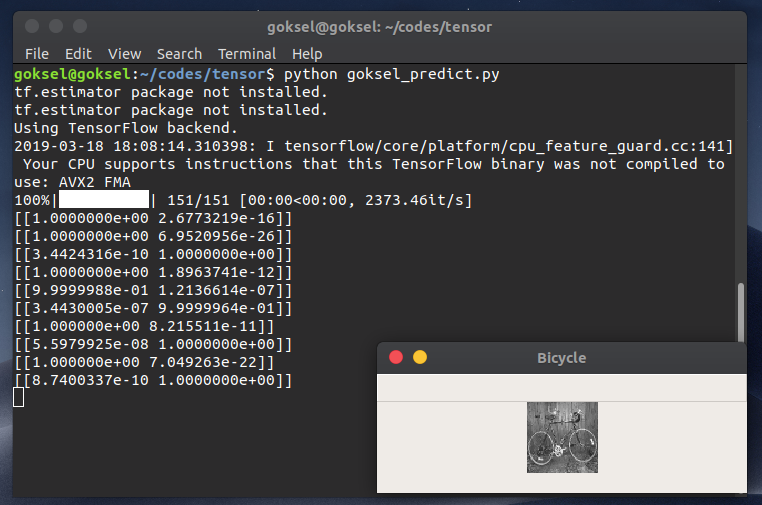 goksel@goksel: ~/codes/tensor
File Edit View Search Terminal Help
goksel@goksel:~/codes/tensor$ python goksel_predict.py
tf.estimator package not installed.
tf.estimator package not installed.
Using TensorFlow backend.
2019-03-18 18:08:14.310398: I tensorflow/core/platform/cpu_feature_guard.cc:141]
Your CPU supports instructions that this TensorFlow binary was not compiled to
use: AVX2 FMA
100%|██████████| 151/151 [00:00<00:00, 2373.46it/s]
[[1.0000000e+00 2.6773219e-16]]
[[1.0000000e+00 6.9520956e-26]]
[[3.4424316e-10 1.0000000e+00]]
[[1.0000000e+00 1.8963741e-12]]
[[9.9999988e-01 1.2136614e-07]]
[[3.4430005e-07 9.9999964e-01]]
[[1.000000e+00 8.215511e-11]]
[[5.5979925e-08 1.0000000e+00]]
[[1.000000e+00 7.049263e-22]]
[[8.7400337e-10 1.0000000e+00]]
Bicycle